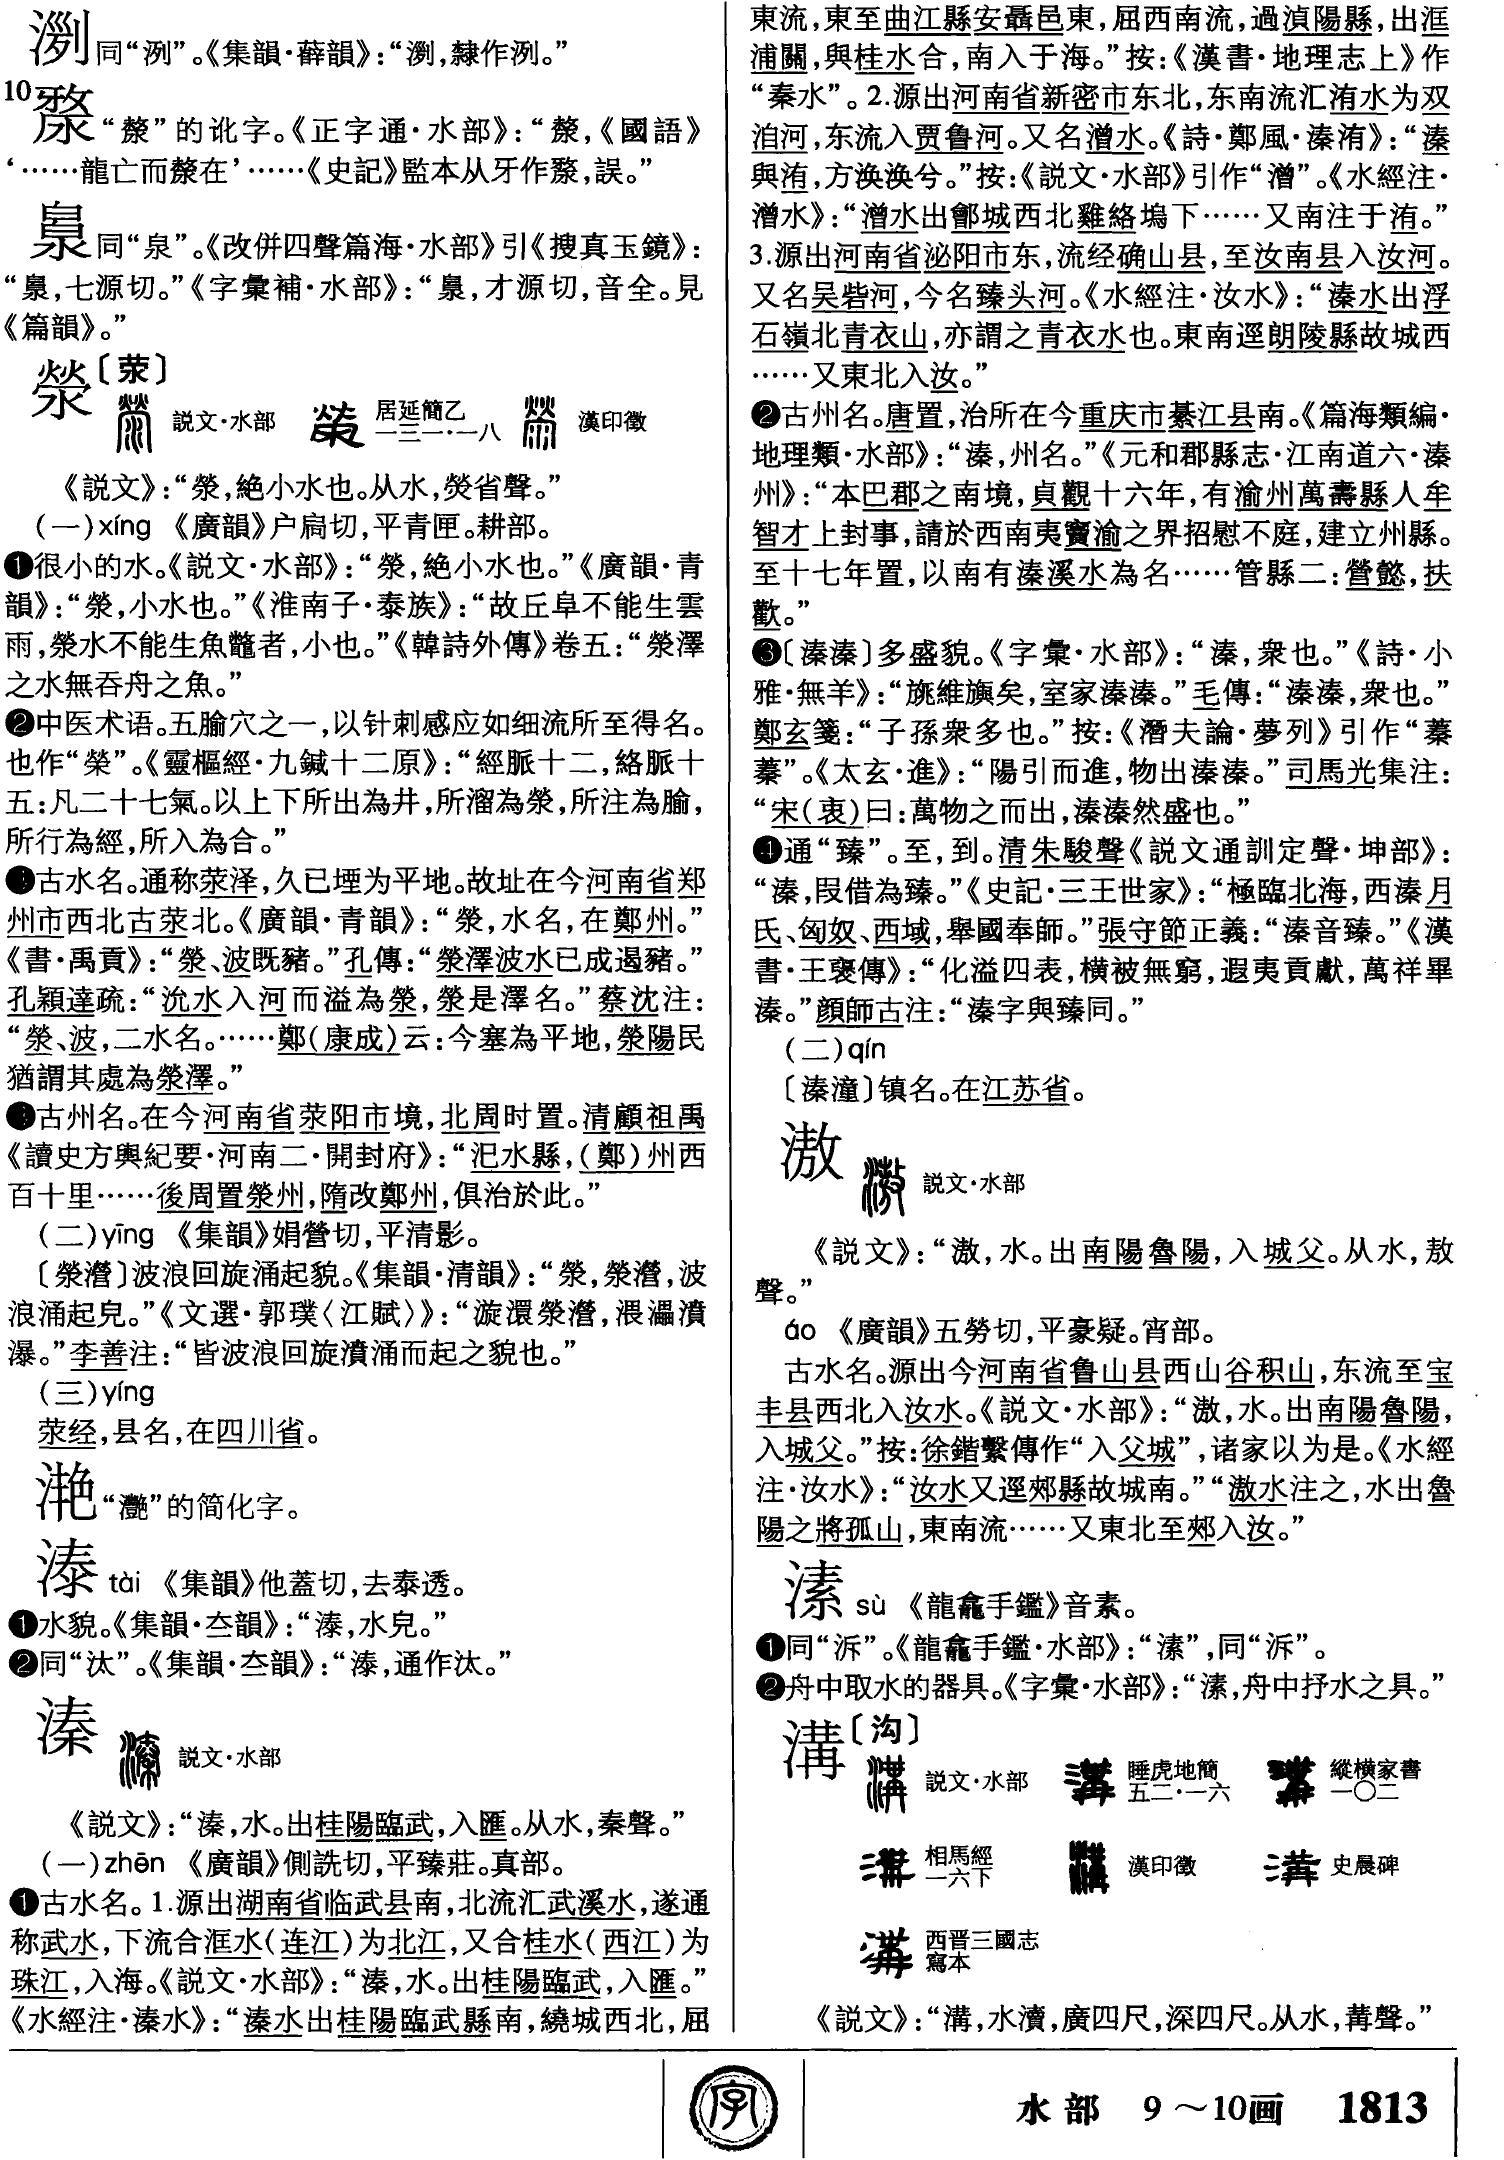 瀏同“洌”。《集韻·薛韻》：“瀏，隸作洌。”
10
“漦”的讹字。《正字通·水部》：“漦，《國語》
‘……龍亡而漦在’……《史記》監本从牙作漦，誤。”
同“泉”。《改併四聲篇海·水部》引《搜真玉鏡》：
“，七源切。”《字彙補·水部》：“，才源切，音全。見
《篇韻》。”
滎〔荥〕
説文·水部 居延簡乙 一三一·一八 漢印徵
《説文》：“滎，絶小水也。从水，熒省聲。”
(一)xíng 《廣韻》户扃切，平青匣。耕部。
❶很小的水。《説文·水部》：“滎，絶小水也。”《廣韻·青
韻》：“滎，小水也。”《淮南子·泰族》：“故丘阜不能生雲
雨，滎水不能生魚鼈者，小也。”《韓詩外傳》卷五：“滎澤
之水無吞舟之魚。”
❷中医术语。五腧穴之一，以针刺感应如细流所至得名。
也作“榮”。《靈樞經·九鍼十二原》：“經脈十二，絡脈十
五：凡二十七氣。以上下所出為井，所溜為滎，所注為腧，
所行為經，所入為合。”
❸古水名。通称荥泽，久已堙为平地。故址在今河南省郑
州市西北古荥北。《廣韻·青韻》：“滎，水名，在鄭州。”
《書·禹貢》：“滎、波既豬。”孔傳：“滎澤波水已成遏豬。”
孔穎達疏：“沇水入河而溢為滎，滎是澤名。”蔡沈注：
“滎、波，二水名。……鄭(康成)云：今塞為平地，滎陽民
猶謂其處為滎澤。”
❹古州名。在今河南省荥阳市境，北周时置。清顧祖禹
《讀史方輿紀要·河南二·開封府》：“汜水縣，(鄭)州西
百十里……後周置滎州，隋改鄭州，俱治於此。”
(二)yīng 《集韻》娟營切，平清影。
〔滎瀯〕波浪回旋涌起貌。《集韻·清韻》：“滎，滎瀯，波
浪涌起皃。”《文選·郭璞〈江賦〉》：“漩澴滎瀯，渨㵽濆
瀑。”李善注：“皆波浪回旋濆涌而起之貌也。”
(三)yíng
荥经，县名，在四川省。
滟“灧”的简化字。
溙 tài 《集韻》他蓋切，去泰透。
❶水貌。《集韻·夳韻》：“溙，水皃。”
❷同“汰”。《集韻·夳韻》：“溙，通作汰。”
溱
説文·水部
《説文》：“溱，水。出桂陽臨武，入匯。从水，秦聲。”
(一)zhēn 《廣韻》側詵切，平臻莊。真部。
❶古水名。1.源出湖南省临武县南，北流汇武溪水，遂通
称武水，下流合洭水(连江)为北江，又合桂水(西江)为
珠江，入海。《説文·水部》：“溱，水。出桂陽臨武，入匯。”
《水經注·溱水》：“溱水出桂陽臨武縣南，繞城西北，屈
東流，東至曲江縣安聶邑東，屈西南流，過湞陽縣，出洭
浦關，與桂水合，南入于海。”按：《漢書·地理志上》作
“秦水”。2.源出河南省新密市东北，东南流汇洧水为双
洎河，东流入贾鲁河。又名潧水。《詩·鄭風·溱洧》：“溱
與洧，方渙渙兮。”按：《説文·水部》引作“潧”。《水經注·
潧水》：“潧水出鄶城西北雞絡塢下……又南注于洧。”
3.源出河南省泌阳市东，流经确山县，至汝南县入汝河。
又名吴砦河，今名臻头河。《水經注·汝水》：“溱水出浮
石嶺北青衣山，亦謂之青衣水也。東南逕朗陵縣故城西
……又東北入汝。”
❷古州名。唐置，治所在今重庆市綦江县南。《篇海類編·
地理類·水部》：“溱，州名。”《元和郡縣志·江南道六·溱
州》：“本巴郡之南境，貞觀十六年，有渝州萬壽縣人牟
智才上封事，請於西南夷竇渝之界招慰不庭，建立州縣。
至十七年置，以南有溱溪水為名……管縣二：營懿，扶
歡。”
❸〔溱溱〕多盛貌。《字彙·水部》：“溱，衆也。”《詩·小
雅·無羊》：“旐維旟矣，室家溱溱。”毛傳：“溱溱，衆也。”
鄭玄箋：“子孫衆多也。”按：《潛夫論·夢列》引作“蓁
蓁”。《太玄·進》：“陽引而進，物出溱溱。”司馬光集注：
“宋(衷)曰：萬物之而出，溱溱然盛也。”
❹通“臻”。至，到。清朱駿聲《説文通訓定聲·坤部》：
“溱，叚借為臻。”《史記·三王世家》：“極臨北海，西溱月
氏、匈奴、西域，舉國奉師。”張守節正義：“溱音臻。”《漢
書·王襃傳》：“化溢四表，橫被無窮，遐夷貢獻，萬祥畢
溱。”顔師古注：“溱字與臻同。”
(二)qín
〔溱潼〕镇名。在江苏省。
滶
説文·水部
《説文》：“滶，水。出南陽魯陽，入城父。从水，敖
聲。”
áo 《廣韻》五勞切，平豪疑。宵部。
古水名。源出今河南省鲁山县西山谷积山，东流至宝
丰县西北入汝水。《説文·水部》：“滶，水。出南陽魯陽，
入城父。”按：徐鍇繫傳作“入父城”，诸家以为是。《水經
注·汝水》：“汝水又逕郟縣故城南。”“滶水注之，水出魯
陽之將孤山，東南流……又東北至郟入汝。”
溸 sù 《龍龕手鑑》音素。
❶同“泝”。《龍龕手鑑·水部》：“溸”，同“泝”。
❷舟中取水的器具。《字彙·水部》：“溸，舟中抒水之具。”
溝〔沟〕
説文·水部 睡虎地簡 五二·一六 縱横家書 一〇二
相馬經 一六下 漢印徵 史晨碑
西晋三國志 寫本
《説文》：“溝，水瀆，廣四尺，深四尺。从水，冓聲。”
字
水部 9～10画 1813